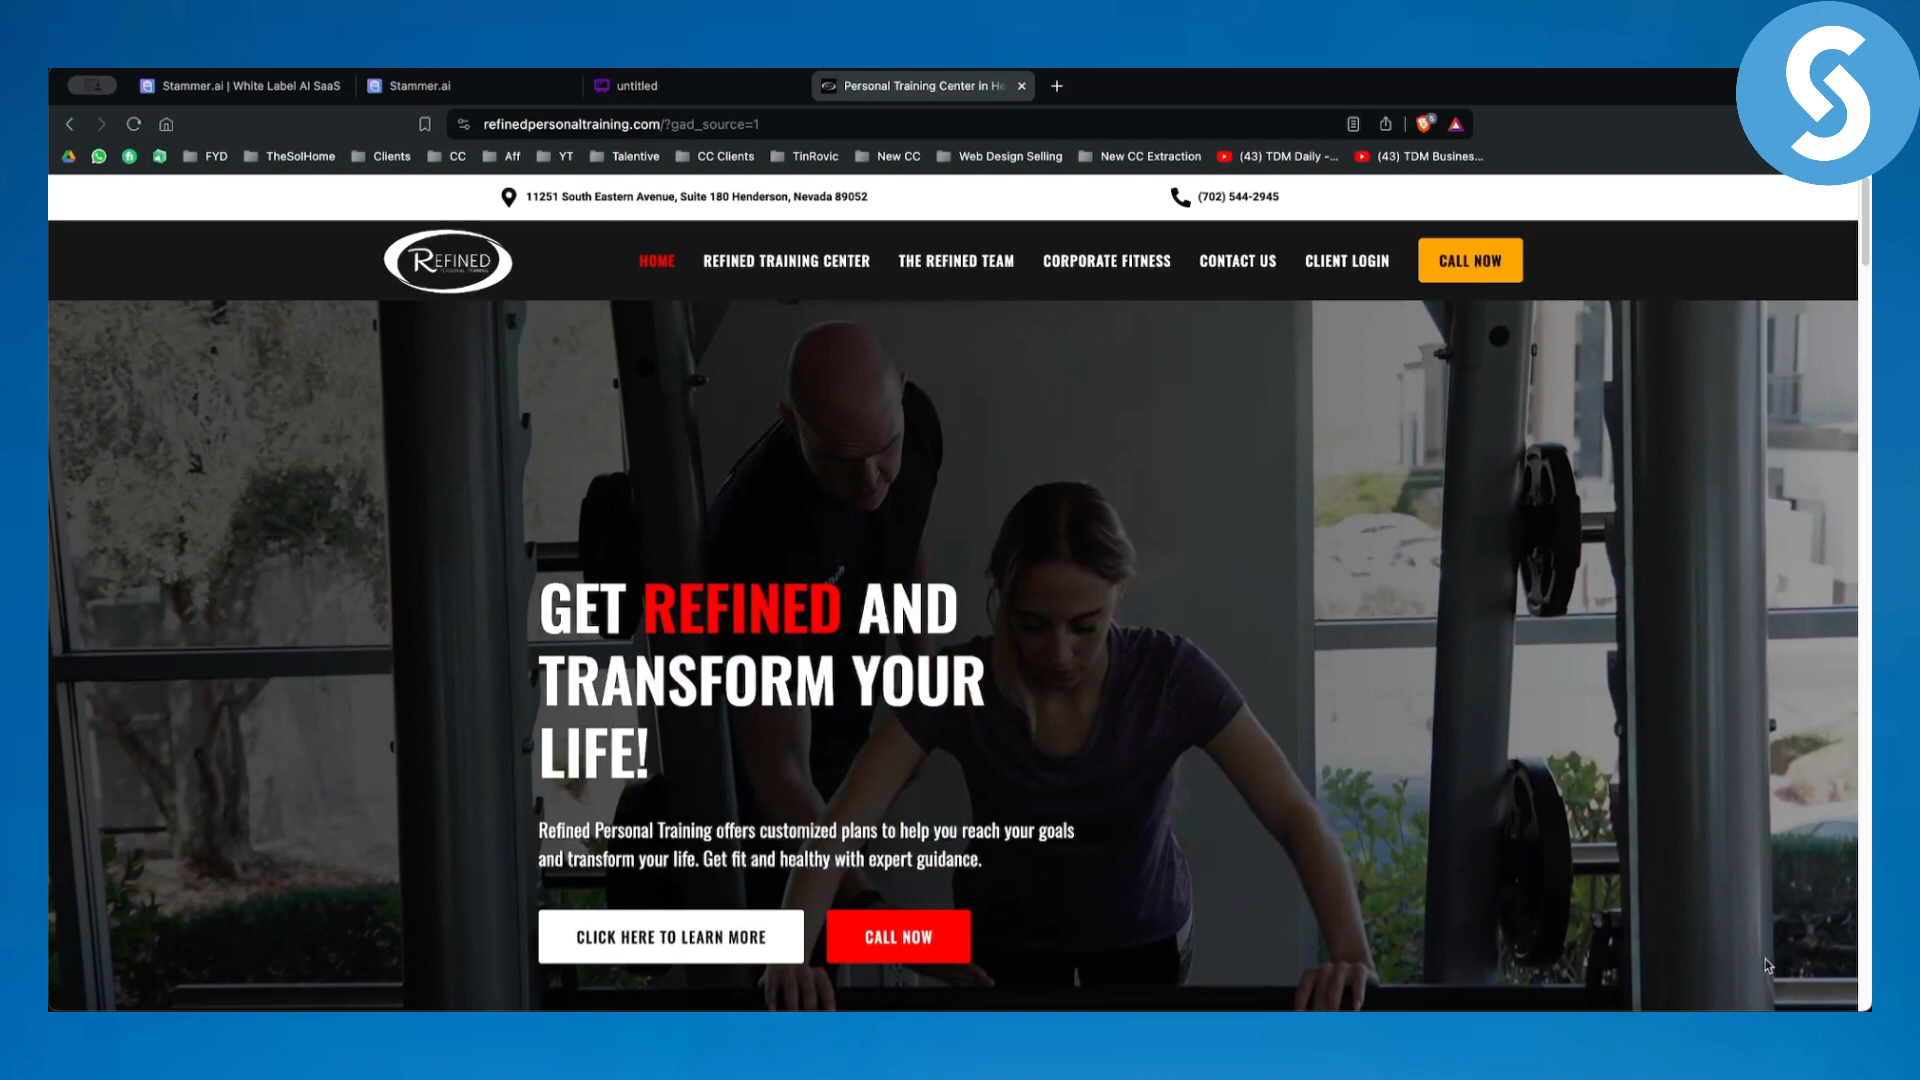 Stammer.ai | White Label AI SaaS
Stammer.ai
untitled
Personal Training Center in He
refinedpersonaltraining.com/?gad_source=1
5
FYD
TheSolHome
Clients
CC
Aff
YT
Talentive
CC Clients
TinRovic
New CC
Web Design Selling
New CC Extraction
(43) TDM Daily -...
(43) TDM Busines...
11251 South Eastern Avenue, Suite 180 Henderson, Nevada 89052
(702) 544-2945
REFINED
PERSONAL TRAINING
HOME
REFINED TRAINING CENTER
THE REFINED TEAM
CORPORATE FITNESS
CONTACT US
CLIENT LOGIN
CALL NOW
GET REFINED AND
TRANSFORM YOUR
LIFE!
Refined Personal Training offers customized plans to help you reach your goals
and transform your life. Get fit and healthy with expert guidance.
CLICK HERE TO LEARN MORE
CALL NOW